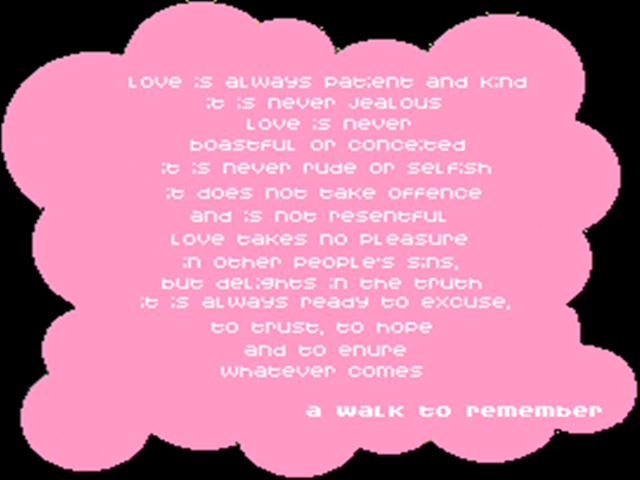 Love is always patient and kind
it is never jealous
Love is never
boastful or conceited
it is never rude or selfish
it does not take offence
and is not resentful
Love takes no pleasure
in other people's sins,
but delights in the truth
it is always ready to excuse,
to trust, to hope
and to enure
whatever comes
a walk to remember